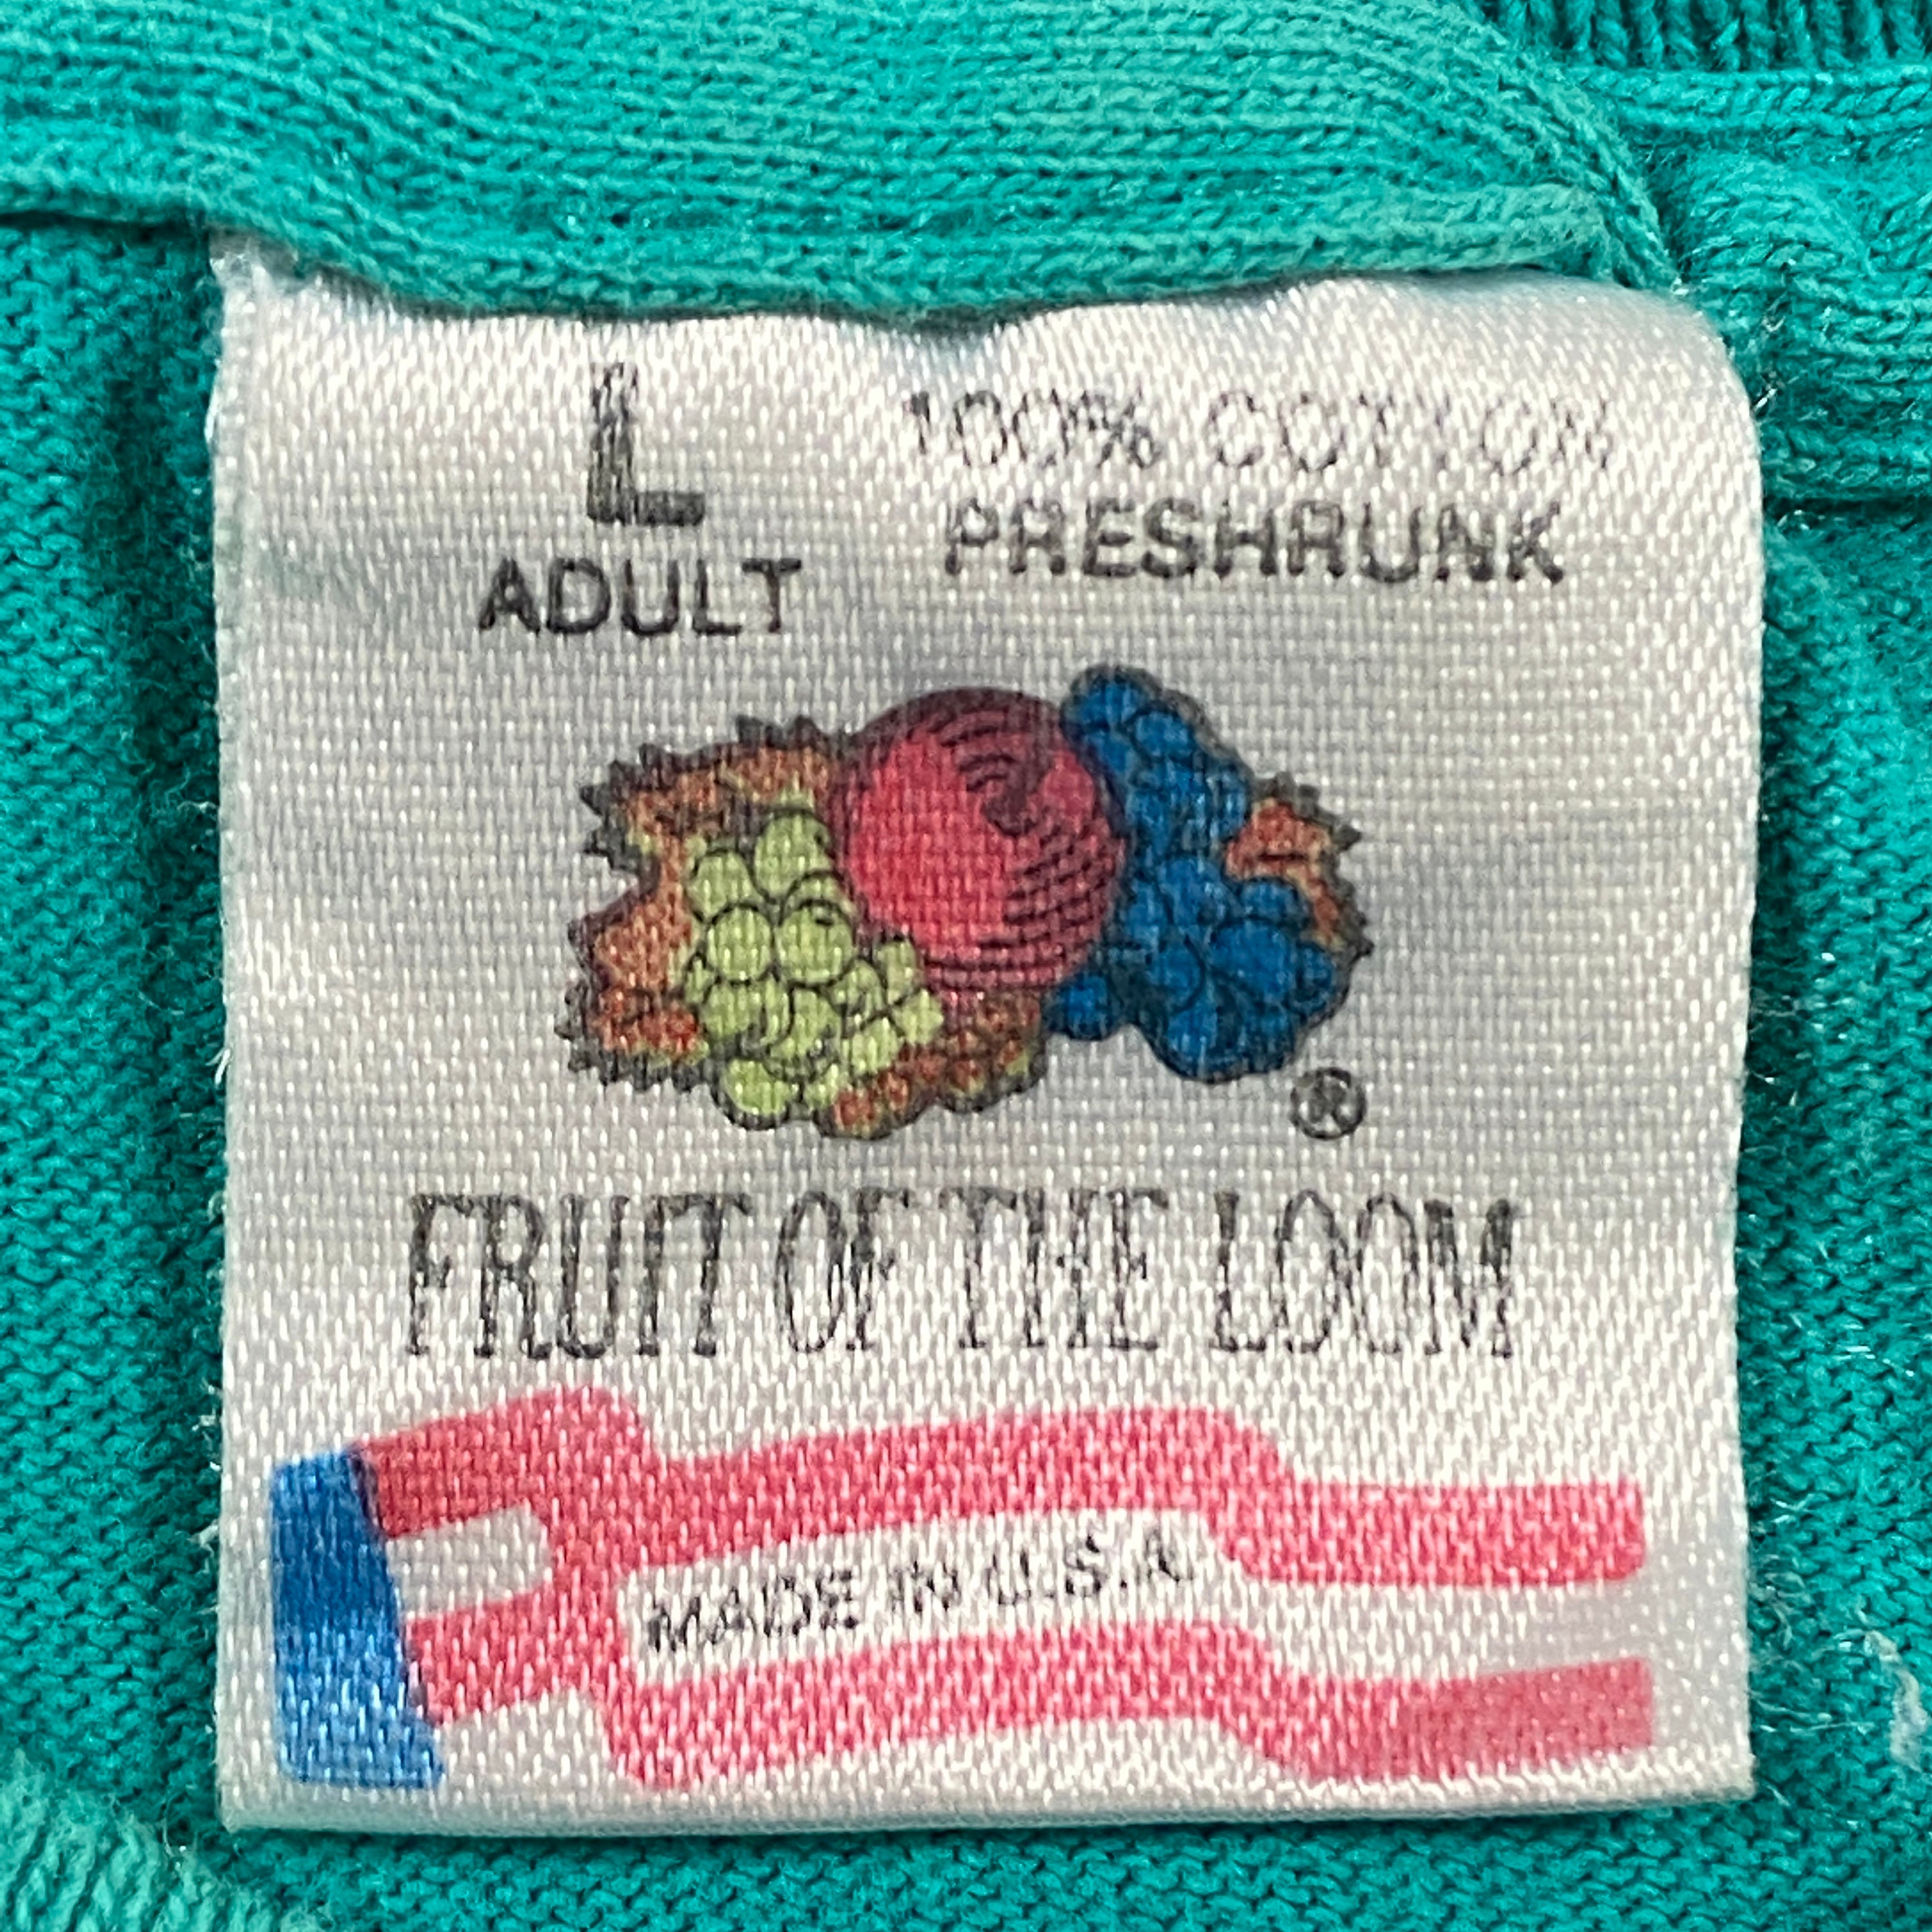 L
ADULT
100% COTTON
PRESHRUNK
®
FRUIT OF THE LOOM
MADE IN U.S.A